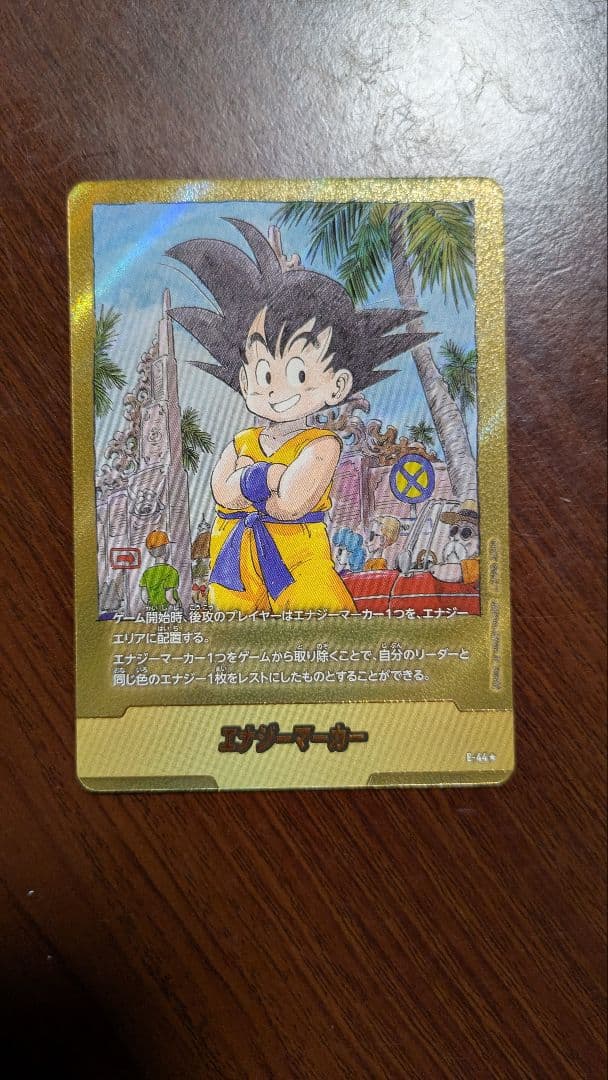 ゲーム開始時、後攻のプレイヤーはエナジーマーカー1つを、エナジー
エリアに配置する。
エナジーマーカー1つをゲームから取り除くことで、自分のリーダーと
同じ色のエナジー1枚をレストにしたものとすることができる。
エナジーマーカー
E-44★